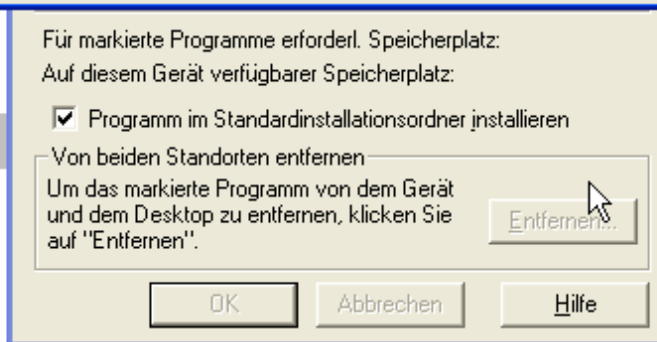 Für markierte Programme erforderl. Speicherplatz:
Auf diesem Gerät verfügbarer Speicherplatz:
Programm im Standardinstallationsordner installieren
Von beiden Standorten entfernen
Um das markierte Programm von dem Gerät
und dem Desktop zu entfernen, klicken Sie
auf "Entfernen".
Entfernen...
OK
Abbrechen
Hilfe